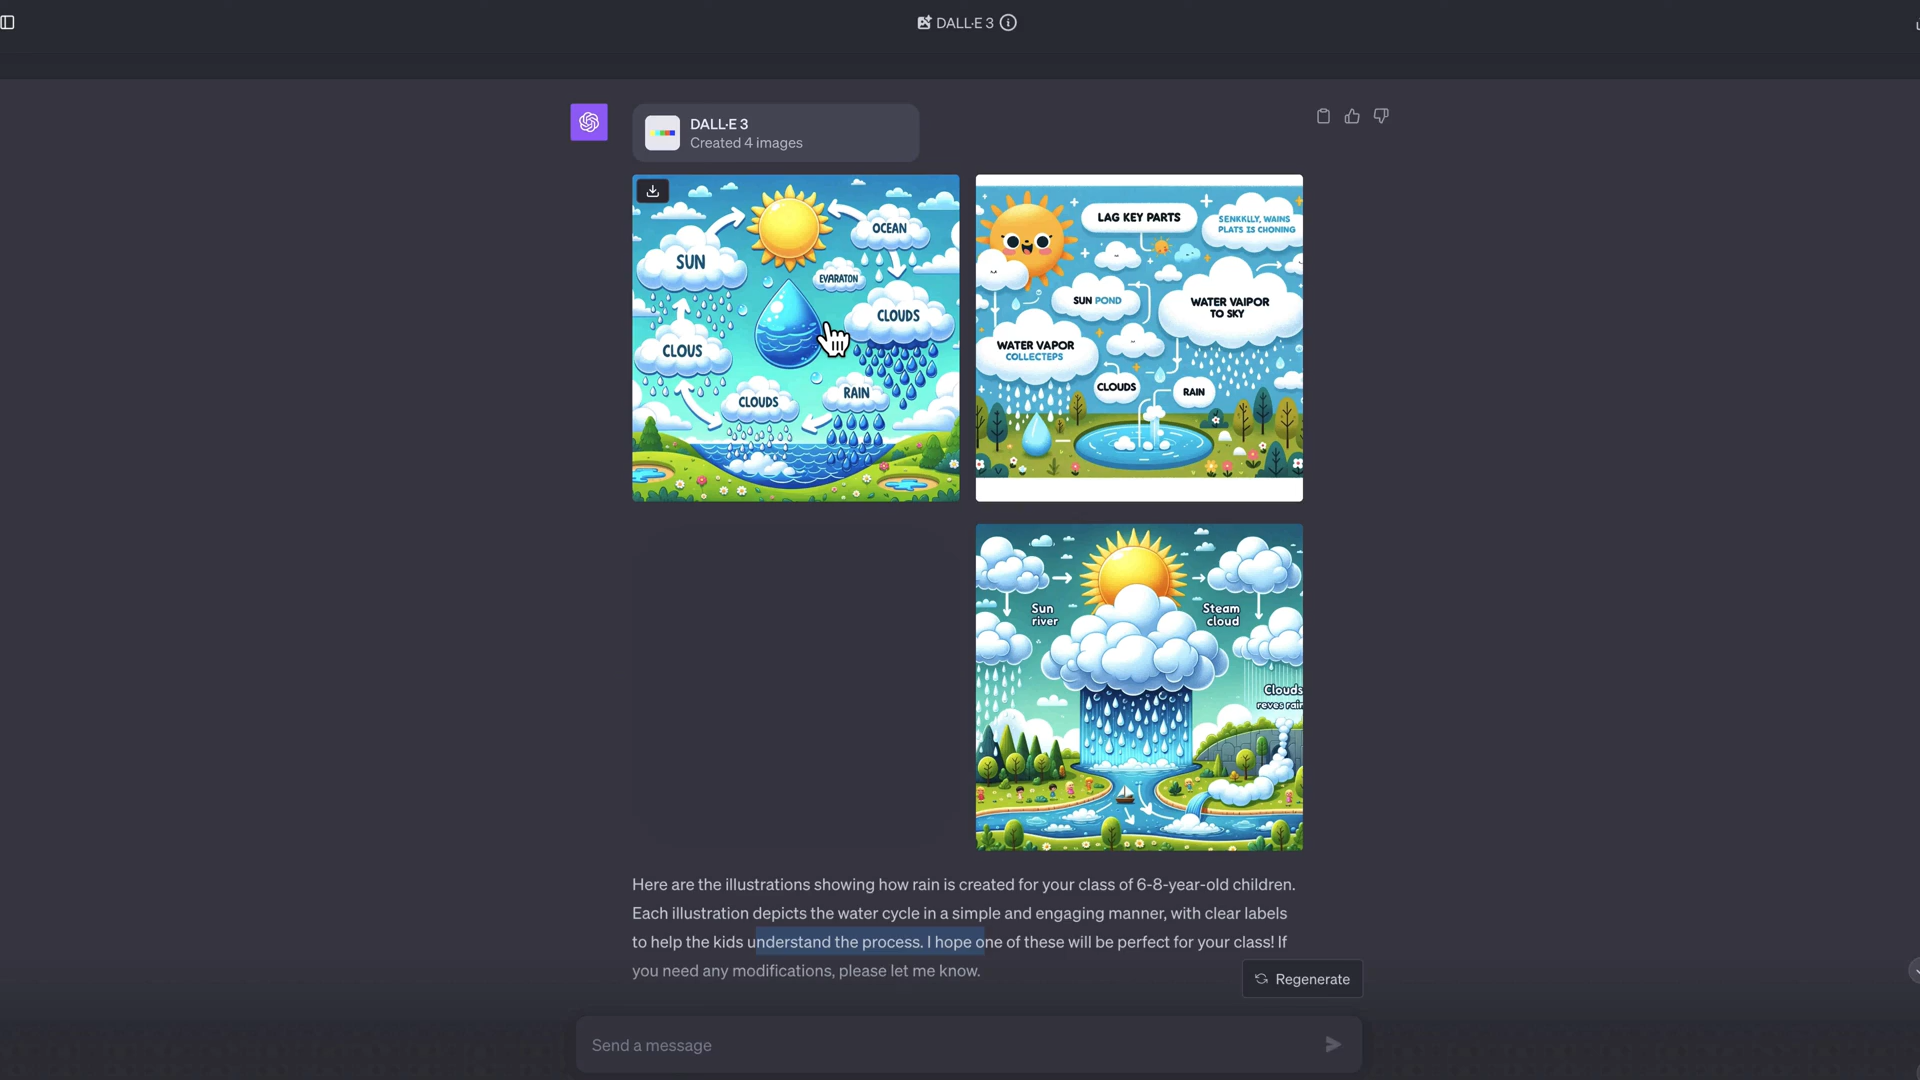 DALL·E 3
DALL·E 3
Created 4 images
OCEAN
SUN
EVARATON
CLOUDS
CLOUS
RAIN
CLOUDS
LAG KEY PARTS
SENKKLLY, WAINS
PLATS IS CHONING
SUN POND
WATER VAIPOR
TO SKY
WATER VAPOR
COLLECTEPS
CLOUDS
RAIN
Sun
river
Steam
cloud
Clouds
reves rain
Here are the illustrations showing how rain is created for your class of 6-8-year-old children.
Each illustration depicts the water cycle in a simple and engaging manner, with clear labels
to help the kids understand the process. I hope one of these will be perfect for your class! If
you need any modifications, please let me know.
Regenerate
Send a message